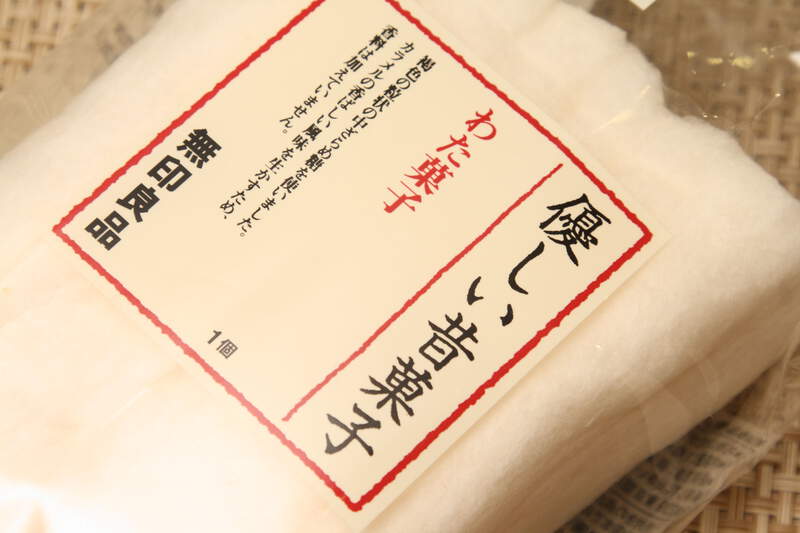 優しい昔菓子
わた菓子
褐色の粒状の中ざらめ糖を使いました。
カラメルの香ばしい風味を生かすため、
香料は加えていません。
無印良品
1個